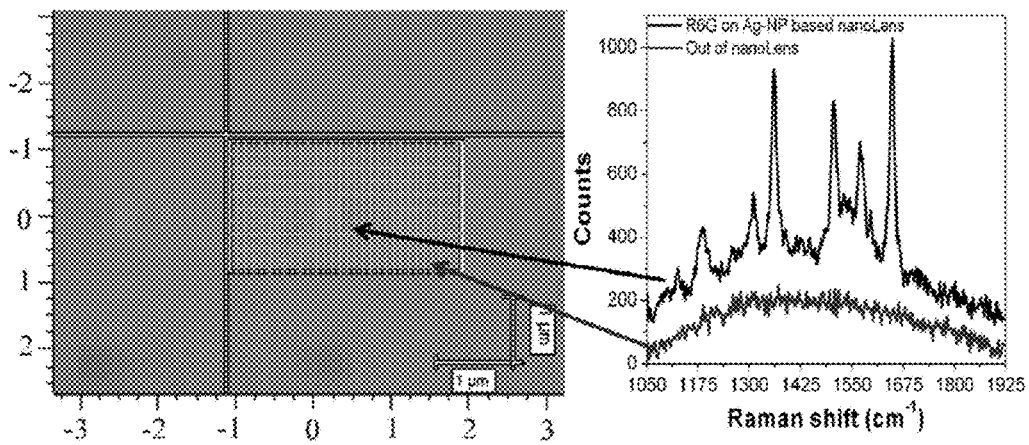 -2
-1
0
1
2
-3 -2 -1 0 1 2 3
1 μm
1 μm
R6G on Ag-NP based nanoLens
Out of nanoLens
Counts
1000
800
600
400
200
0
1050 1175 1300 1425 1550 1675 1800 1925
Raman shift (cm⁻¹)